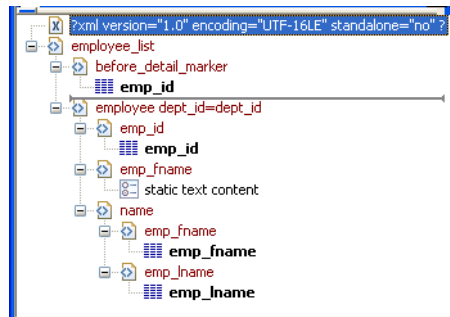 ?xml version="1.0" encoding="UTF-16LE" standalone="no" ?
employee_list
before_detail_marker
emp_id
employee dept_id=dept_id
emp_id
emp_id
emp_fname
static text content
name
emp_fname
emp_fname
emp_lname
emp_lname